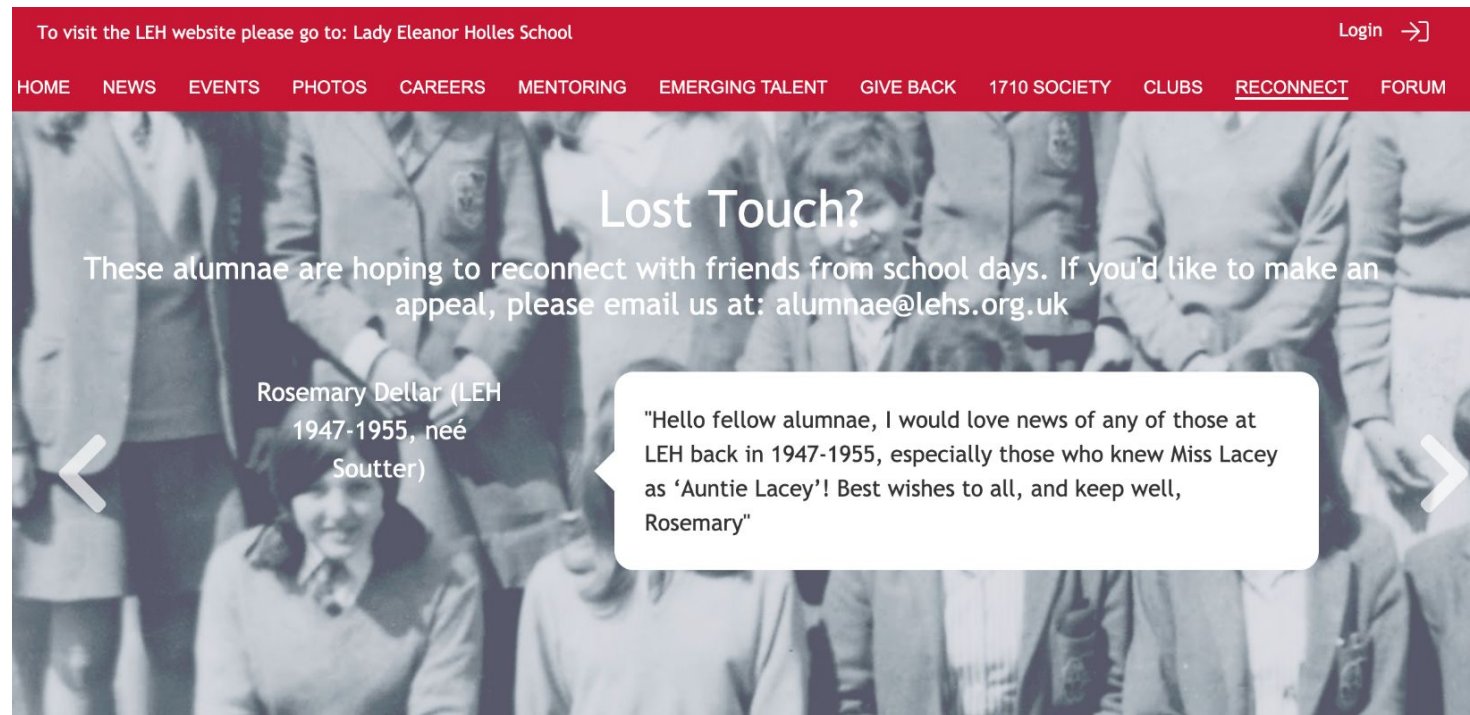 To visit the LEH website please go to: Lady Eleanor Holles School
Login
HOME NEWS EVENTS PHOTOS CAREERS MENTORING EMERGING TALENT GIVE BACK 1710 SOCIETY CLUBS RECONNECT FORUM
Lost Touch?
These alumnae are hoping to reconnect with friends from school days. If you'd like to make an
appeal, please email us at: alumnae@lehs.org.uk
Rosemary Dellar (LEH
1947-1955, neé
Soutter)
"Hello fellow alumnae, I would love news of any of those at
LEH back in 1947-1955, especially those who knew Miss Lacey
as ‘Auntie Lacey’! Best wishes to all, and keep well,
Rosemary"